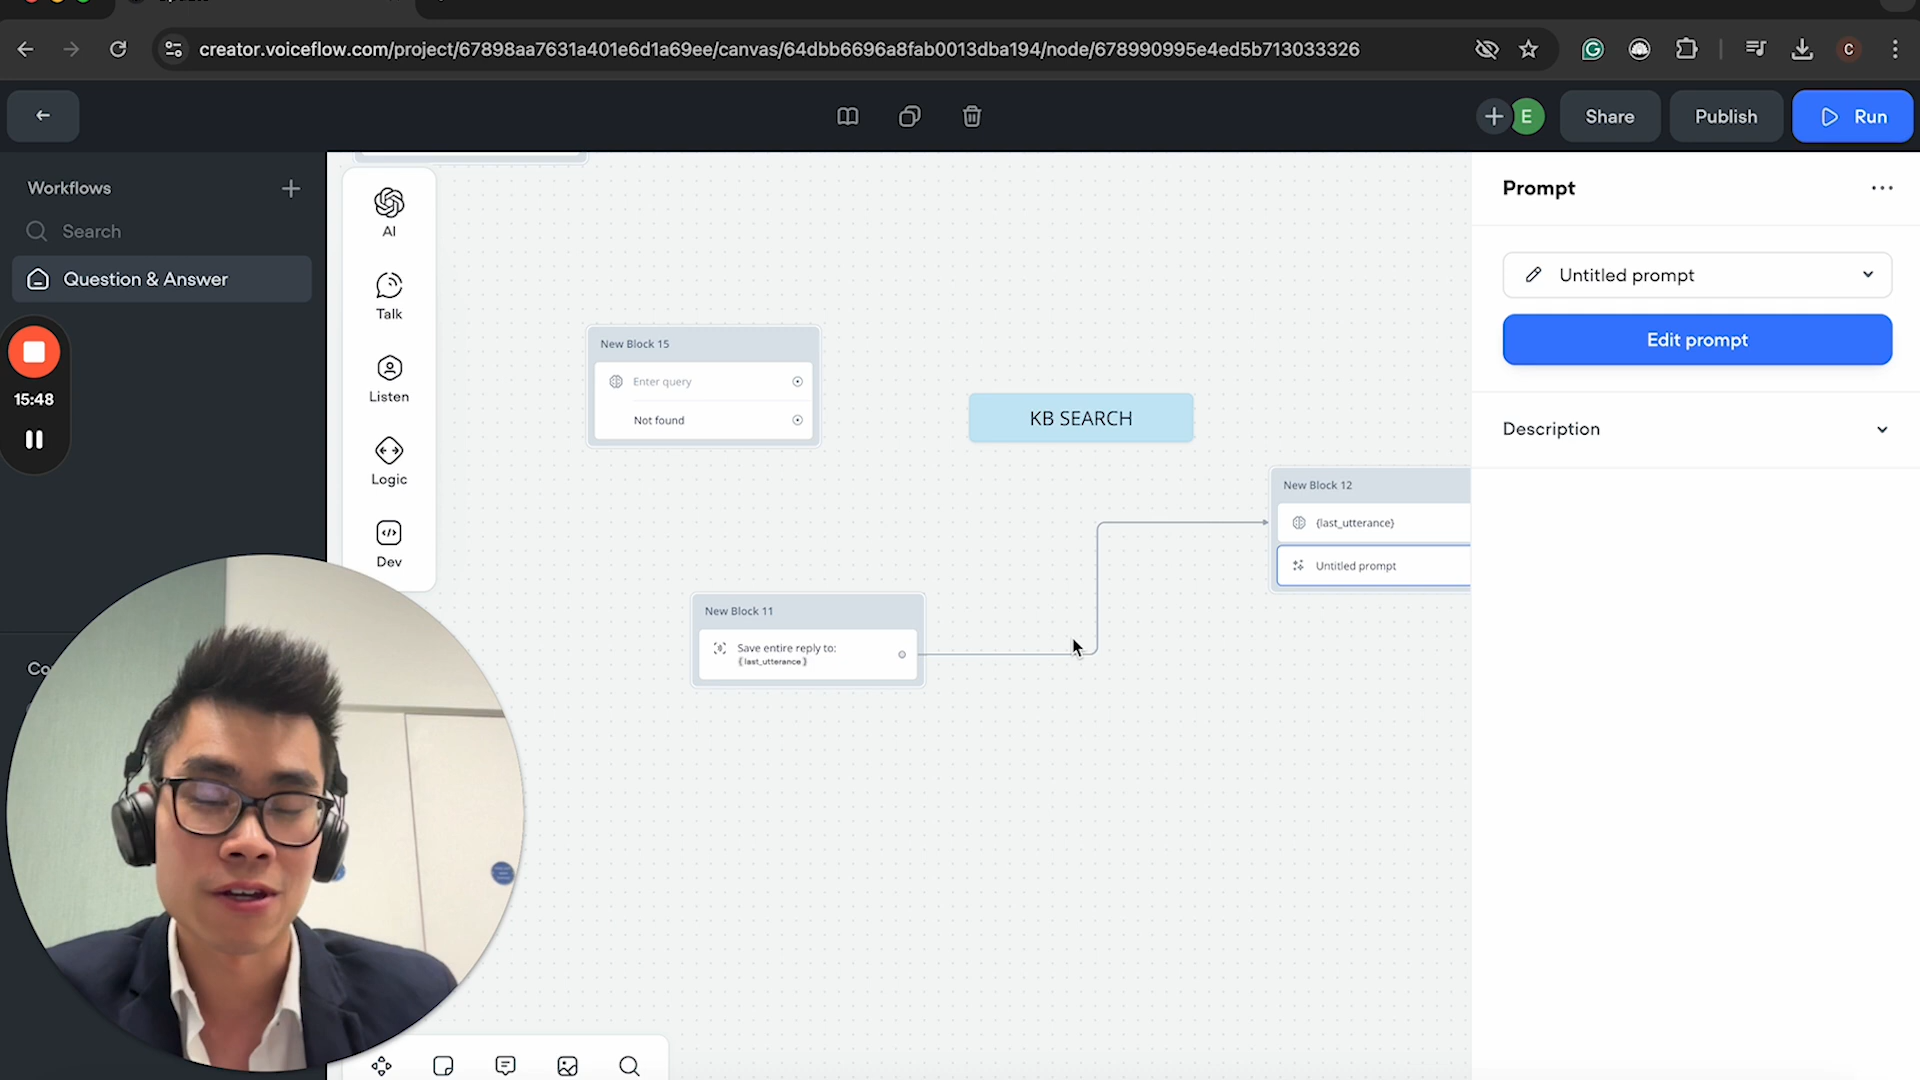 creator.voiceflow.com/project/67898aa7631a401e6d1a69ee/canvas/64dbb6696a8fab0013dba194/node/678990995e4ed5b713033326
C
E
Share
Publish
Run
Workflows
Search
Question & Answer
15:48
AI
Talk
Listen
Logic
Dev
New Block 15
Enter query
Not found
KB SEARCH
New Block 11
Save entire reply to:
{last_utterance}
New Block 12
{last_utterance}
Untitled prompt
Prompt
Untitled prompt
Edit prompt
Description